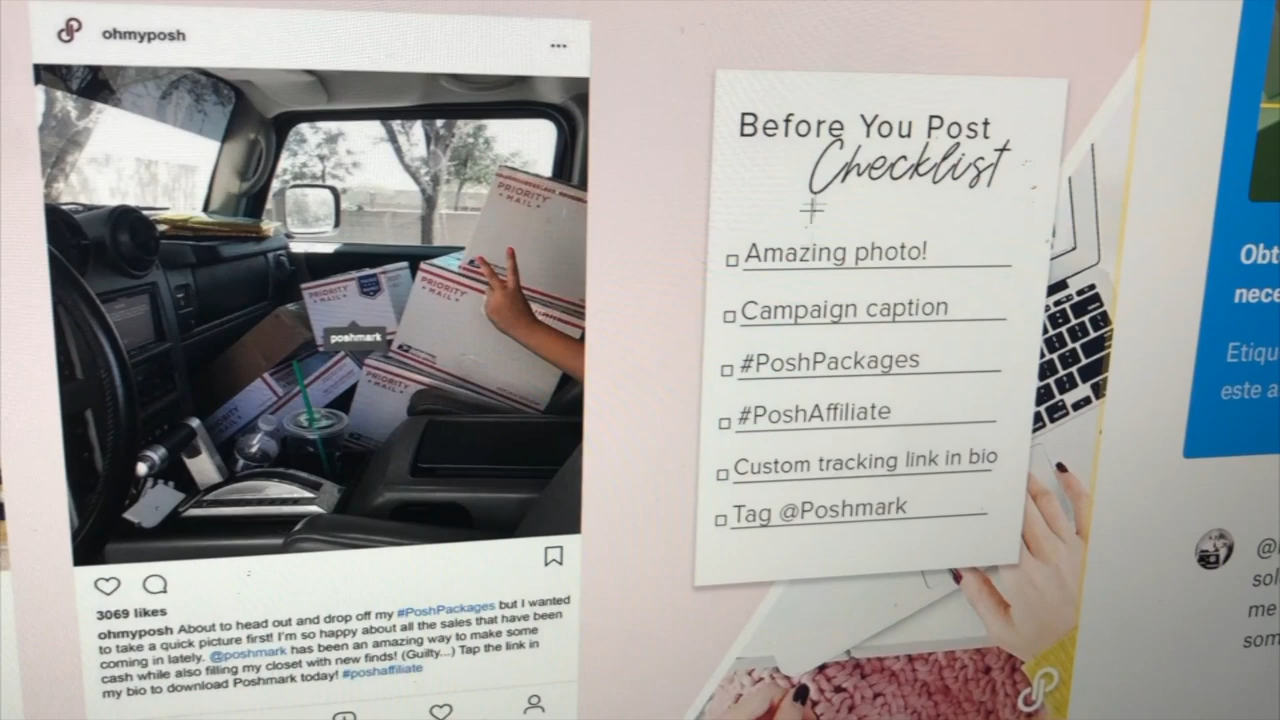 ohmyposh
PRIORITY
MAIL
PRIORITY
MAIL
PRIORITY
MAIL
PRIORITY
MAIL
poshmark
3069 likes
ohmyposh About to head out and drop off my #PoshPackages but I wanted
to take a quick picture first! I'm so happy about all the sales that have been
coming in lately. @poshmark has been an amazing way to make some
cash while also filling my closet with new finds! (Guilty...) Tap the link in
my bio to download Poshmark today! #poshaffiliate
Before You Post
Checklist
Amazing photo!
Campaign caption
#PoshPackages
#PoshAffiliate
Custom tracking link in bio
Tag @Poshmark
Obt
nece
Etiqu
este a
sol
me
som